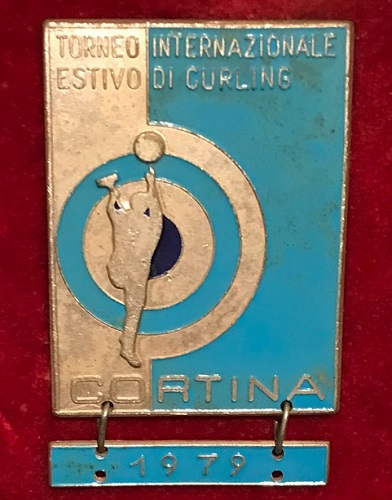 TORNEO INTERNAZIONALE
ESTIVO DI CURLING
CORTINA
1979